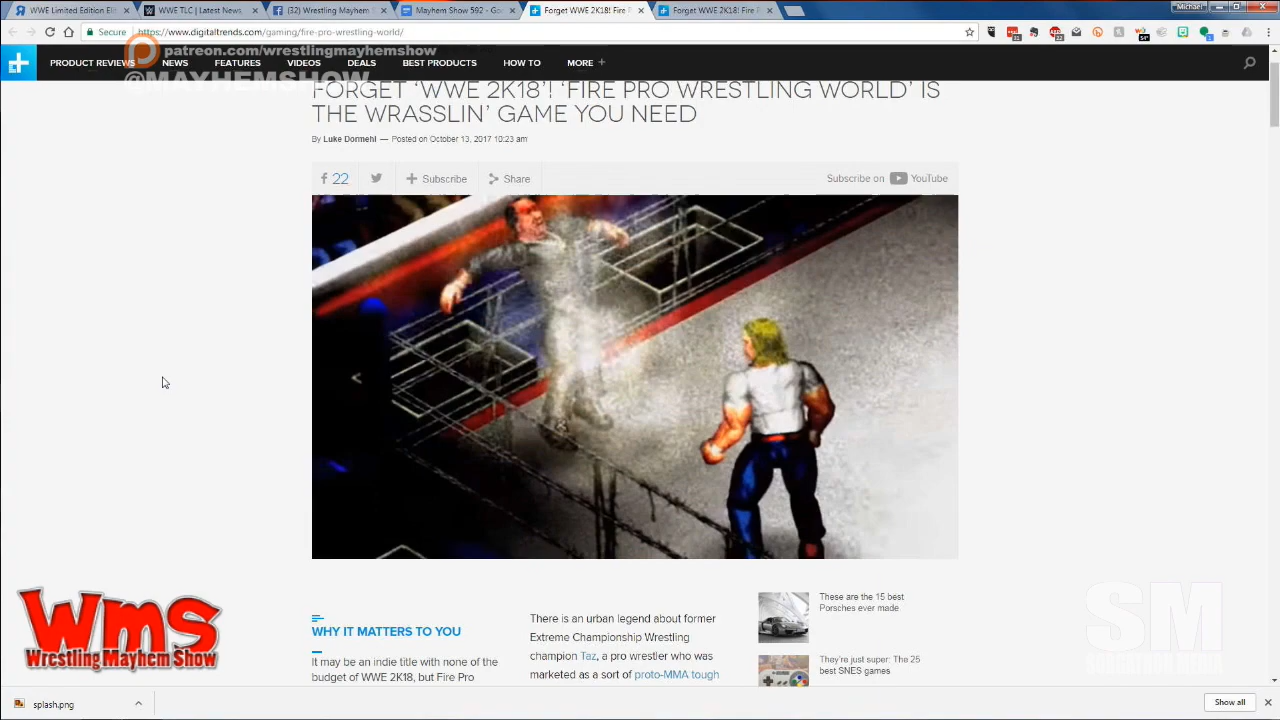 Michael
WWE Limited Edition Elit
WWE TLC | Latest News,
(32) Wrestling Mayhem S
Mayhem Show 592 - Goo
Forget WWE 2K18! Fire P
Forget WWE 2K18! Fire P
Secure
https://www.digitaltrends.com/gaming/fire-pro-wrestling-world/
patreon.com/wrestlingmayhemshow
PRODUCT REVIEWS NEWS FEATURES VIDEOS DEALS BEST PRODUCTS HOW TO MORE +
@MAYHEMSHOW
FORGET ‘WWE 2K18’! ‘FIRE PRO WRESTLING WORLD’ IS
THE WRASSLIN’ GAME YOU NEED
By Luke Dormehl — Posted on October 13, 2017 10:23 am
22
Subscribe
Share
Subscribe on YouTube
WHY IT MATTERS TO YOU
It may be an indie title with none of the
budget of WWE 2K18, but Fire Pro
There is an urban legend about former
Extreme Championship Wrestling
champion Taz, a pro wrestler who was
marketed as a sort of proto-MMA tough
These are the 15 best
Porsches ever made
They're just super: The 25
best SNES games
wms
Wrestling Mayhem Show
SM
splash.png
Show all